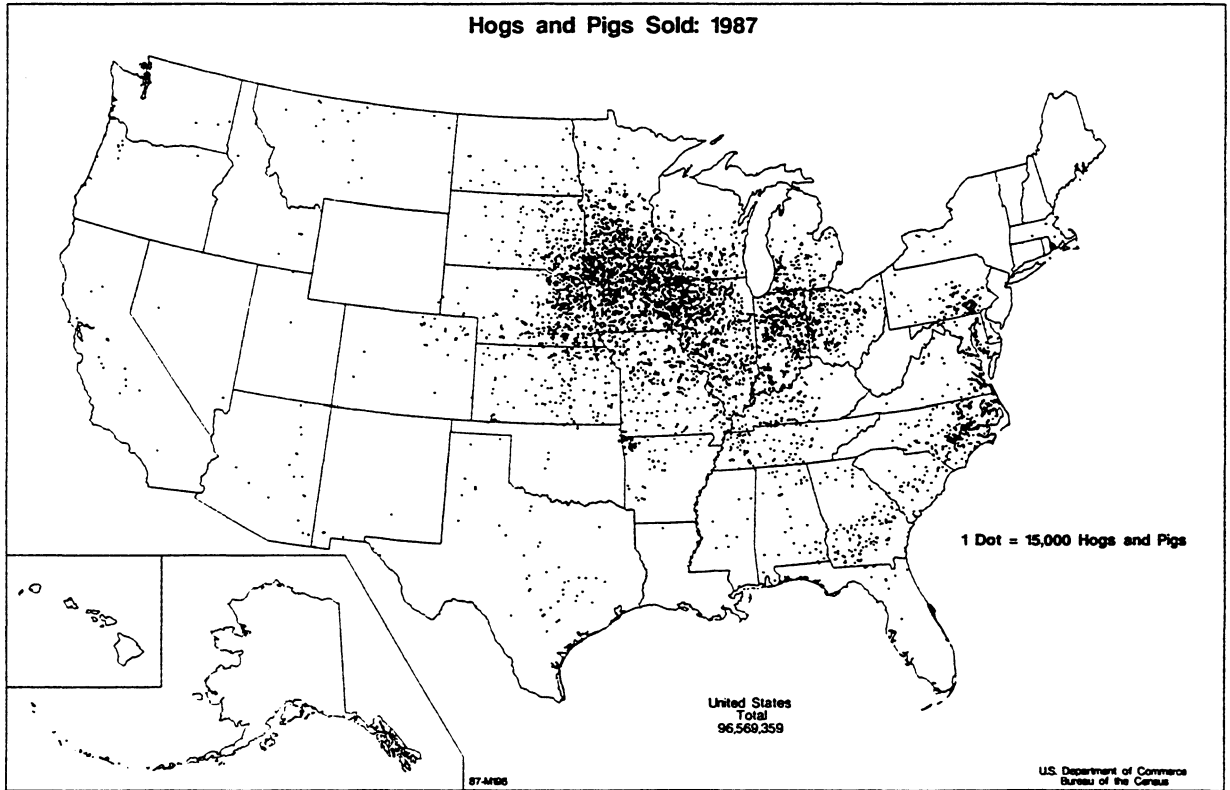 Hogs and Pigs Sold: 1987
1 Dot = 15,000 Hogs and Pigs
United States
Total
96,569,359
87-M196
U.S. Department of Commerce
Bureau of the Census